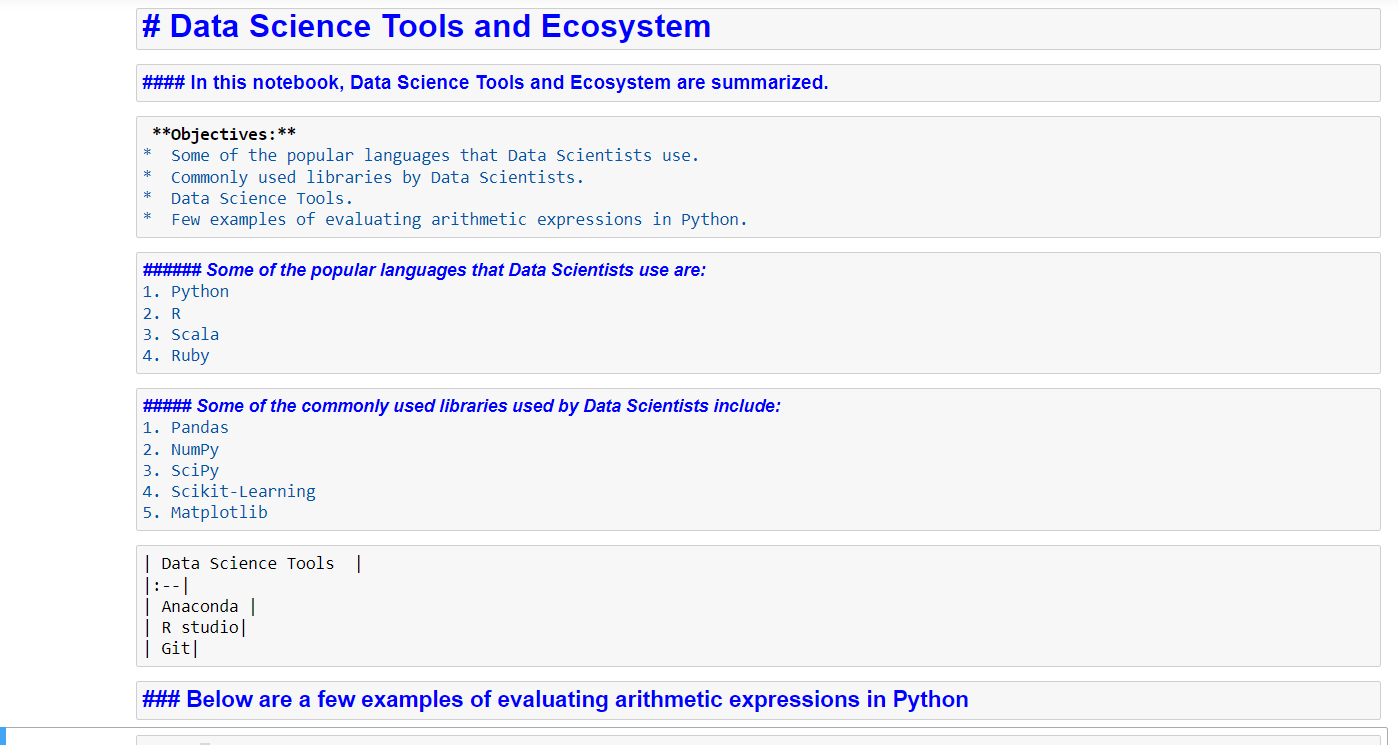 # Data Science Tools and Ecosystem
#### In this notebook, Data Science Tools and Ecosystem are summarized.
**Objectives:**
*  Some of the popular languages that Data Scientists use.
*  Commonly used libraries by Data Scientists.
*  Data Science Tools.
*  Few examples of evaluating arithmetic expressions in Python.
###### Some of the popular languages that Data Scientists use are:
1. Python
2. R
3. Scala
4. Ruby
##### Some of the commonly used libraries used by Data Scientists include:
1. Pandas
2. NumPy
3. SciPy
4. Scikit-Learning
5. Matplotlib
| Data Science Tools  |
|:--|
| Anaconda |
| R studio|
| Git|
### Below are a few examples of evaluating arithmetic expressions in Python